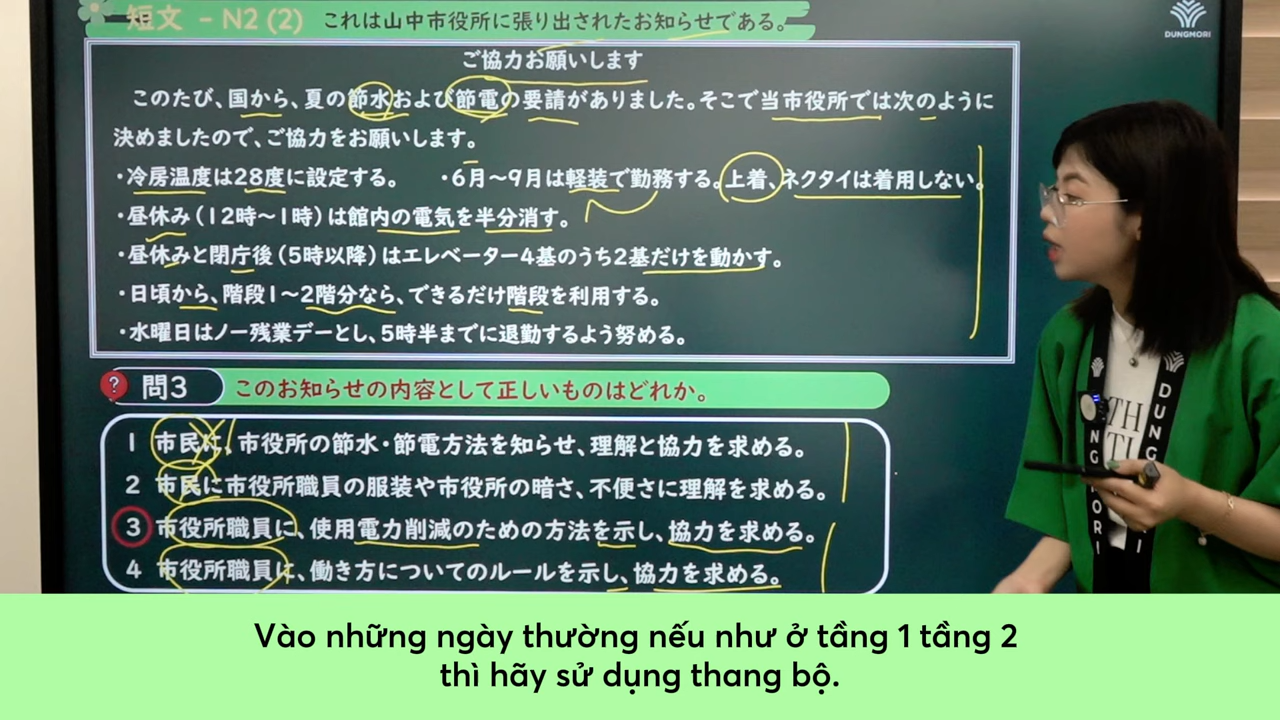 短文 - N2 (2) これは山中市役所に張り出されたお知らせである。
DUNGMORI
ご協力お願いします
このたび、国から、夏の節水および節電の要請がありました。そこで当市役所では次のように
決めましたので、ご協力をお願いします。
・冷房温度は28度に設定する。 ・6月～9月は軽装で勤務する。上着、ネクタイは着用しない。
・昼休み（12時～1時）は館内の電気を半分消す。
・昼休みと閉庁後（5時以降）はエレベーター4基のうち2基だけを動かす。
・日頃から、階段1～2階分なら、できるだけ階段を利用する。
・水曜日はノー残業デーとし、5時半までに退勤するよう努める。
? 問3 このお知らせの内容として正しいものはどれか。
1 市民に、市役所の節水・節電方法を知らせ、理解と協力を求める。
2 市民に市役所職員の服装や市役所の暗さ、不便さに理解を求める。
3 市役所職員に、使用電力削減のための方法を示し、協力を求める。
4 市役所職員に、働き方についてのルールを示し、協力を求める。
Vào những ngày thường nếu như ở tầng 1 tầng 2
thì hãy sử dụng thang bộ.